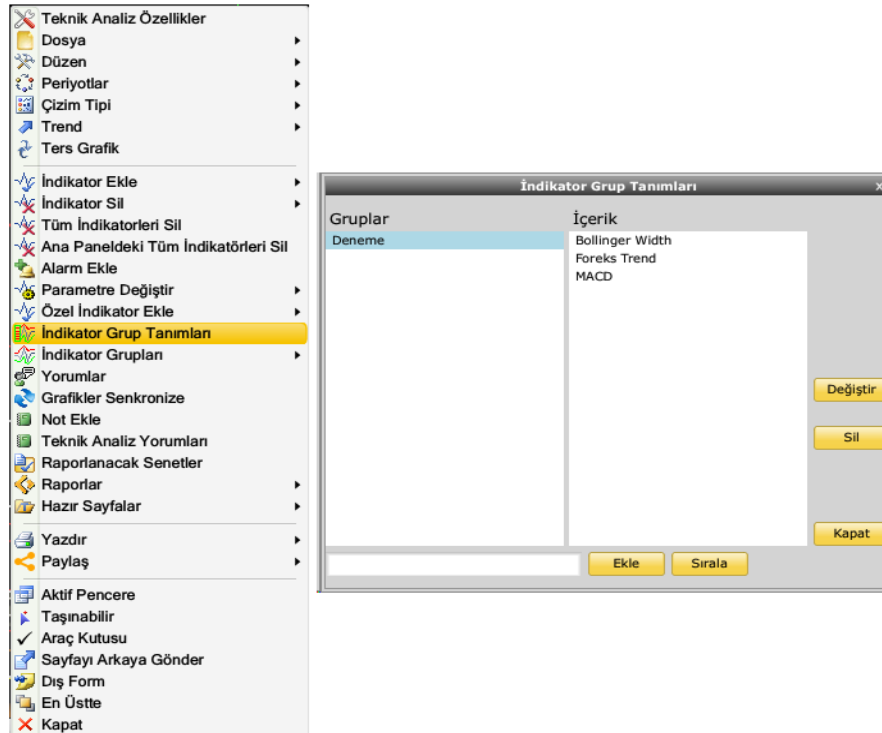 Teknik Analiz Özellikler
Dosya
Düzen
Periyotlar
Çizim Tipi
Trend
Ters Grafik
İndikator Ekle
İndikator Sil
Tüm İndikatorleri Sil
Ana Paneldeki Tüm İndikatörleri Sil
Alarm Ekle
Parametre Değiştir
Özel İndikator Ekle
İndikator Grup Tanımları
İndikator Grupları
Yorumlar
Grafikler Senkronize
Not Ekle
Teknik Analiz Yorumları
Raporlanacak Senetler
Raporlar
Hazır Sayfalar
Yazdır
Paylaş
Aktif Pencere
Taşınabilir
Araç Kutusu
Sayfayı Arkaya Gönder
Dış Form
En Üstte
Kapat
İndikator Grup Tanımları
x
Gruplar
Deneme
İçerik
Bollinger Width
Foreks Trend
MACD
Değiştir
Sil
Kapat
Ekle
Sırala